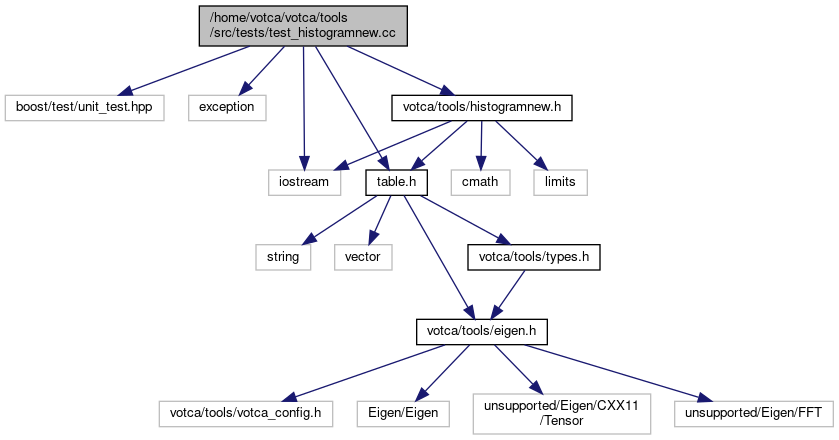 /home/votca/votca/tools
/src/tests/test_histogramnew.cc
boost/test/unit_test.hpp
exception
votca/tools/histogramnew.h
iostream
table.h
cmath
limits
string
vector
votca/tools/types.h
votca/tools/eigen.h
votca/tools/votca_config.h
Eigen/Eigen
unsupported/Eigen/CXX11
/Tensor
unsupported/Eigen/FFT